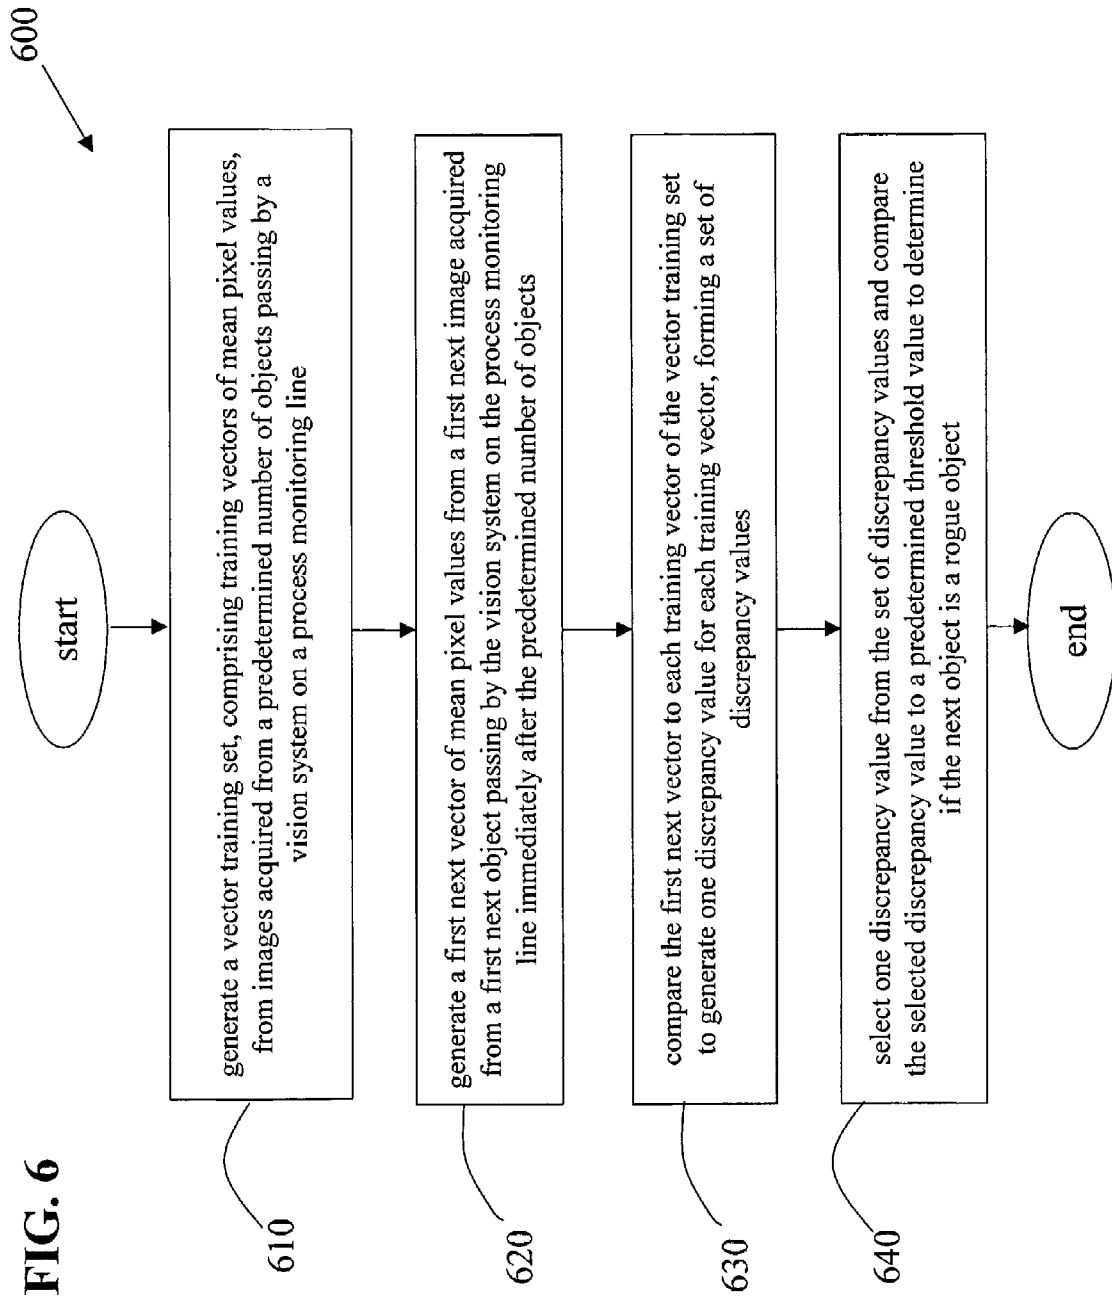 FIG. 6
600
start
610
generate a vector training set, comprising training vectors of mean pixel values,
from images acquired from a predetermined number of objects passing by a
vision system on a process monitoring line
620
generate a first next vector of mean pixel values from a first next image acquired
from a first next object passing by the vision system on the process monitoring
line immediately after the predetermined number of objects
630
compare the first next vector to each training vector of the vector training set
to generate one discrepancy value for each training vector, forming a set of
discrepancy values
640
select one discrepancy value from the set of discrepancy values and compare
the selected discrepancy value to a predetermined threshold value to determine
if the next object is a rogue object
end